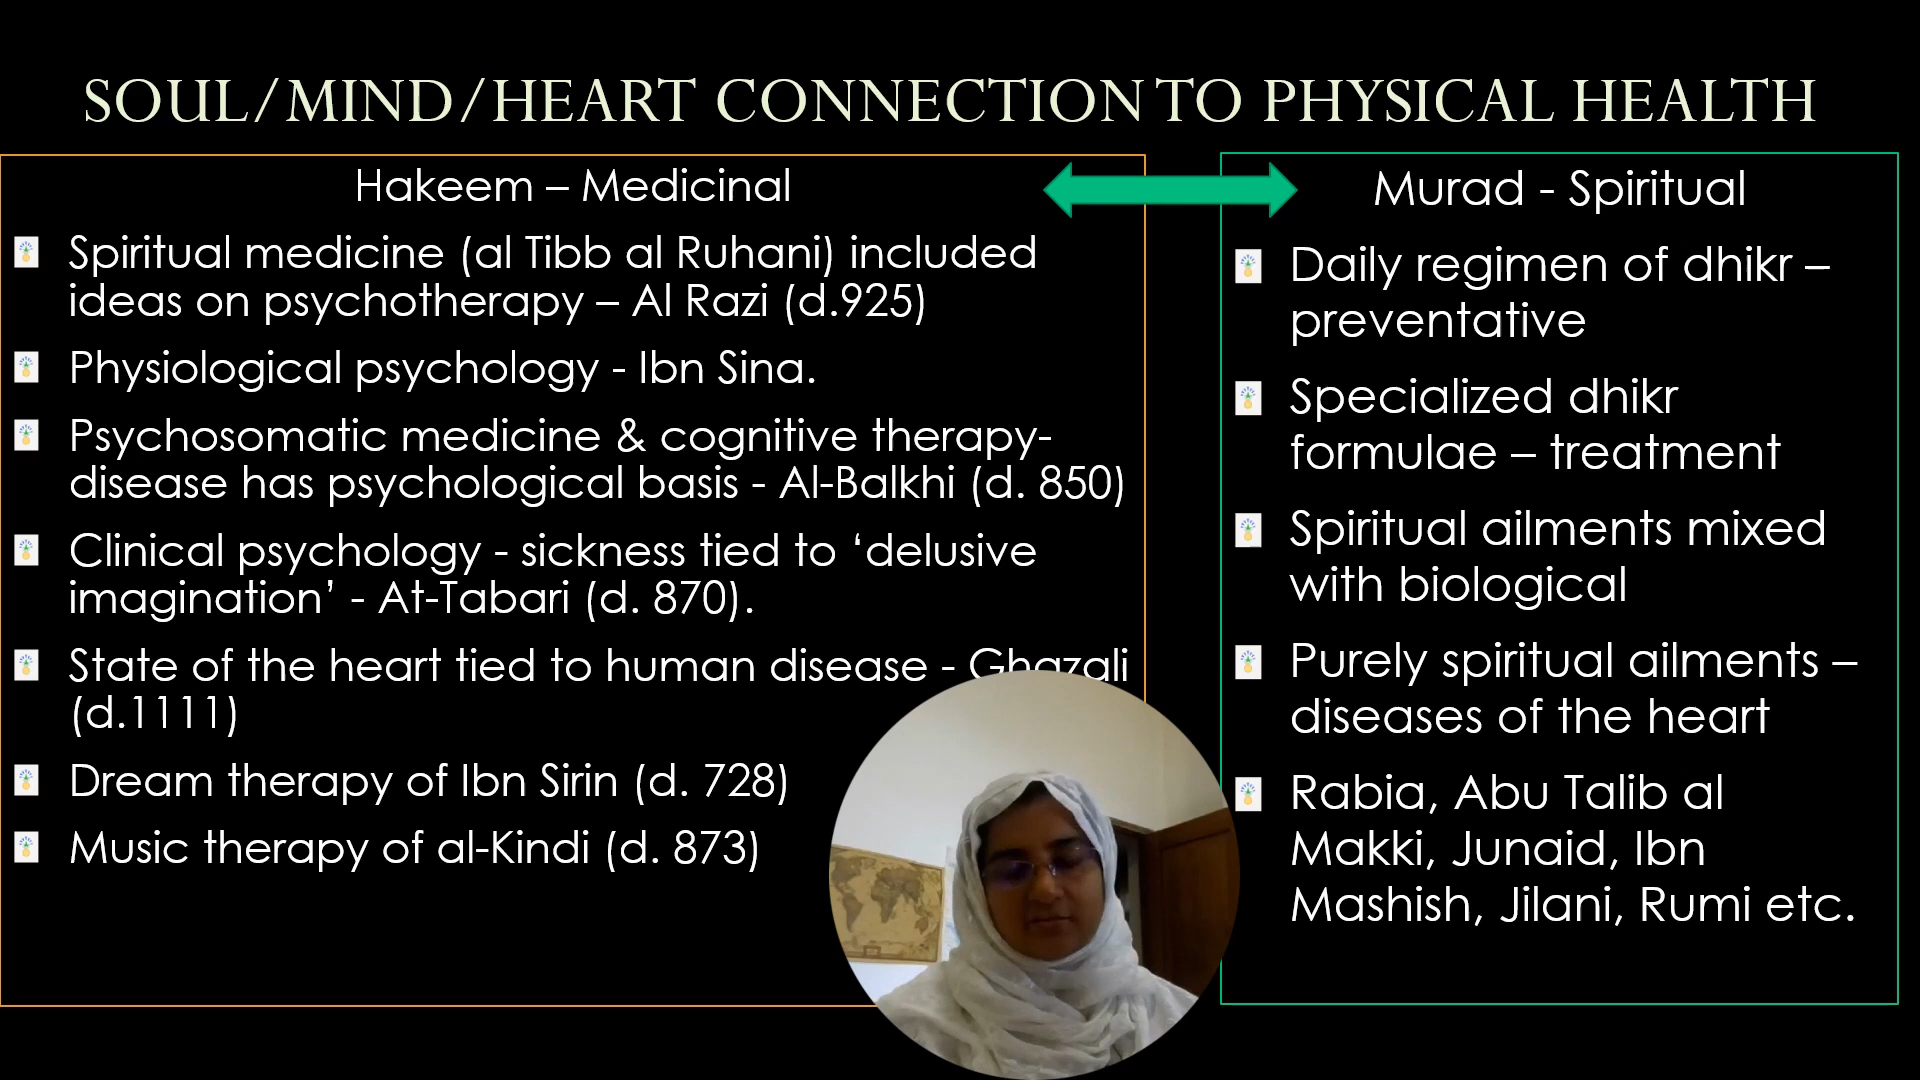 SOUL/MIND/HEART CONNECTION TO PHYSICAL HEALTH
Hakeem – Medicinal
Spiritual medicine (al Tibb al Ruhani) included
ideas on psychotherapy – Al Razi (d.925)
Physiological psychology - Ibn Sina.
Psychosomatic medicine & cognitive therapy-
disease has psychological basis - Al-Balkhi (d. 850)
Clinical psychology - sickness tied to ‘delusive
imagination’ - At-Tabari (d. 870).
State of the heart tied to human disease - Ghazali
(d.1111)
Dream therapy of Ibn Sirin (d. 728)
Music therapy of al-Kindi (d. 873)
Murad - Spiritual
Daily regimen of dhikr –
preventative
Specialized dhikr
formulae – treatment
Spiritual ailments mixed
with biological
Purely spiritual ailments –
diseases of the heart
Rabia, Abu Talib al
Makki, Junaid, Ibn
Mashish, Jilani, Rumi etc.